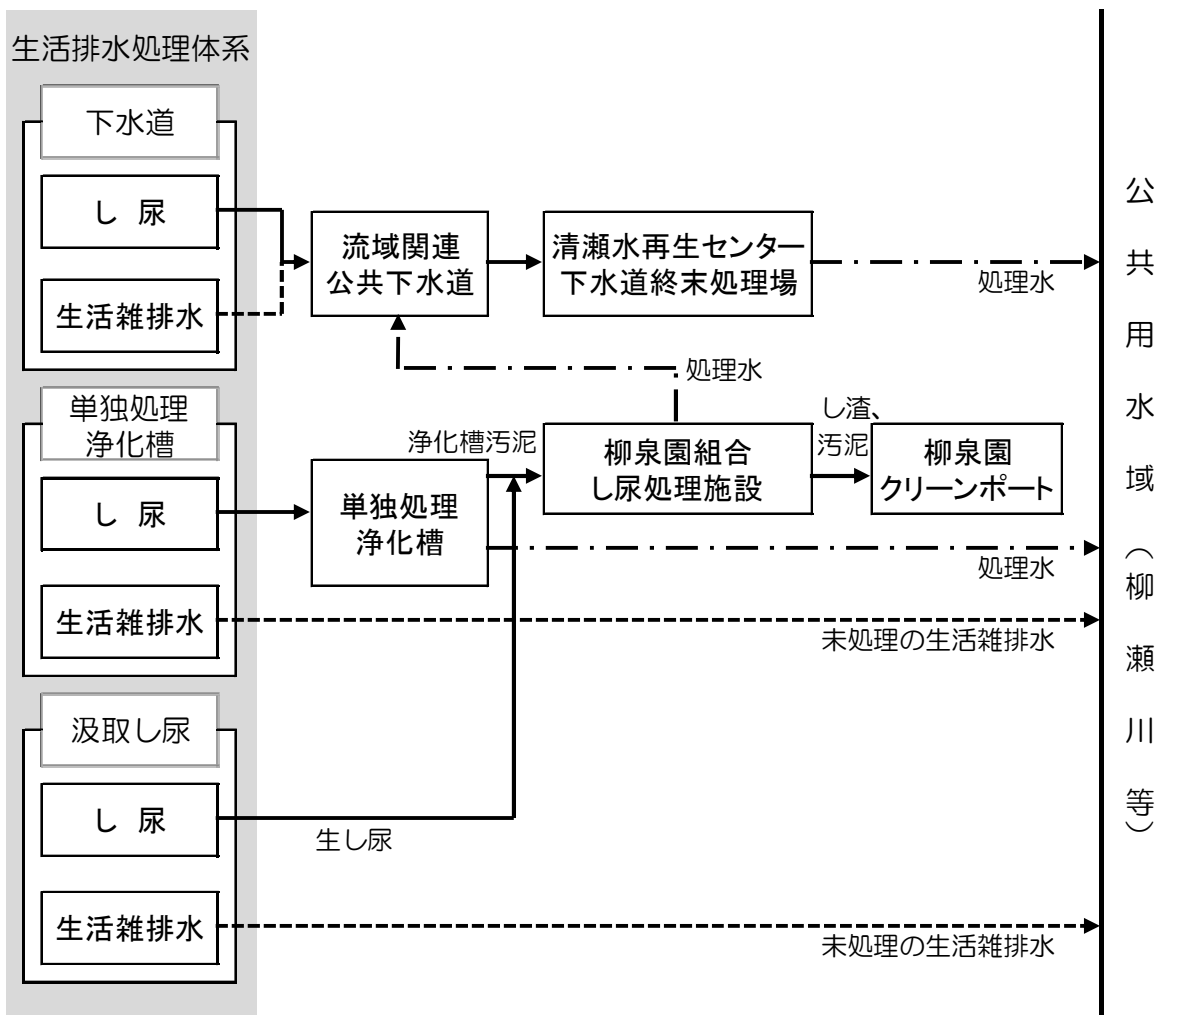 生活排水処理体系
下水道
し 尿
生活雑排水
流域関連
公共下水道
清瀬水再生センター
下水道終末処理場
処理水
処理水
単独処理
浄化槽
し 尿
生活雑排水
単独処理
浄化槽
浄化槽汚泥
柳泉園組合
し尿処理施設
し渣、
汚泥
柳泉園
クリーンポート
処理水
未処理の生活雑排水
汲取し尿
し 尿
生活雑排水
生し尿
未処理の生活雑排水
公共用水域（柳瀬川等）